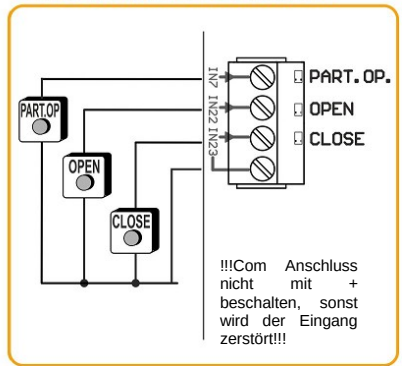 PART.OP
OPEN
CLOSE
IN7
IN22
IN23
PART.OP.
OPEN
CLOSE
!!!Com Anschluss
nicht mit +
beschalten, sonst
wird der Eingang
zerstört!!!